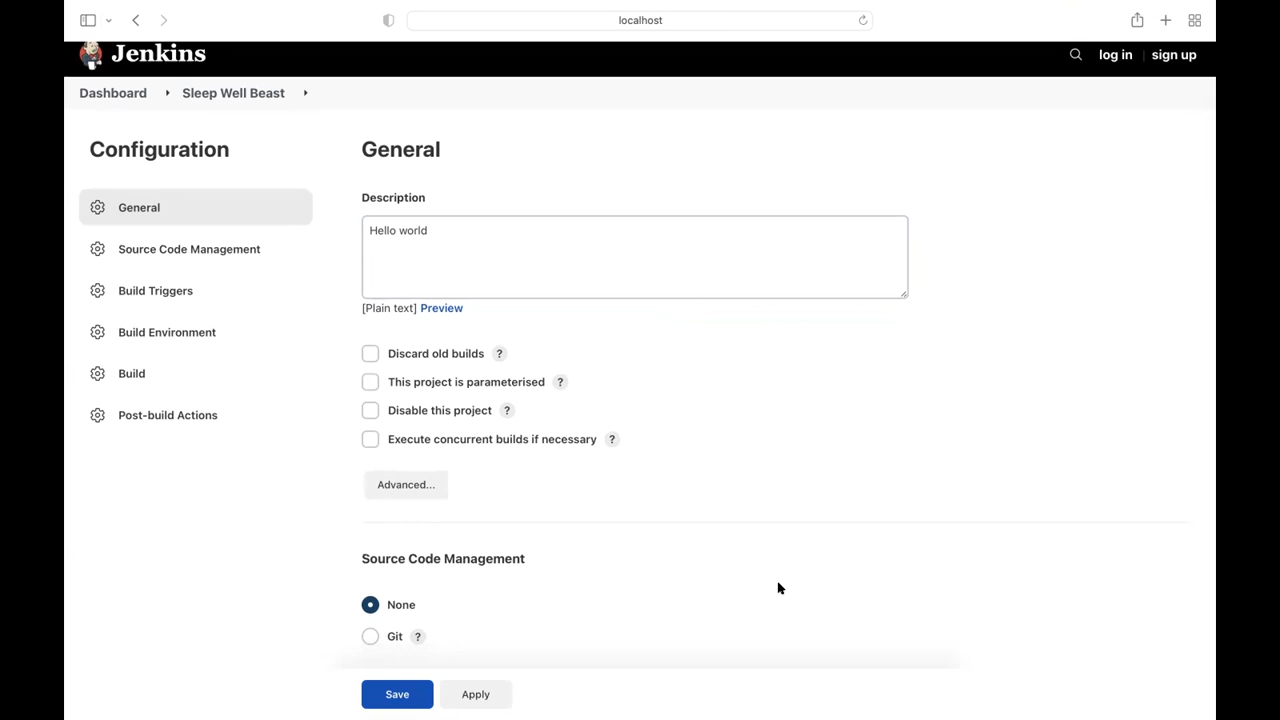 localhost
Jenkins
log in sign up
Dashboard Sleep Well Beast
Configuration
General
Source Code Management
Build Triggers
Build Environment
Build
Post-build Actions
General
Description
Hello world
[Plain text] Preview
Discard old builds ?
This project is parameterised ?
Disable this project ?
Execute concurrent builds if necessary ?
Advanced...
Source Code Management
None
Git ?
Save Apply